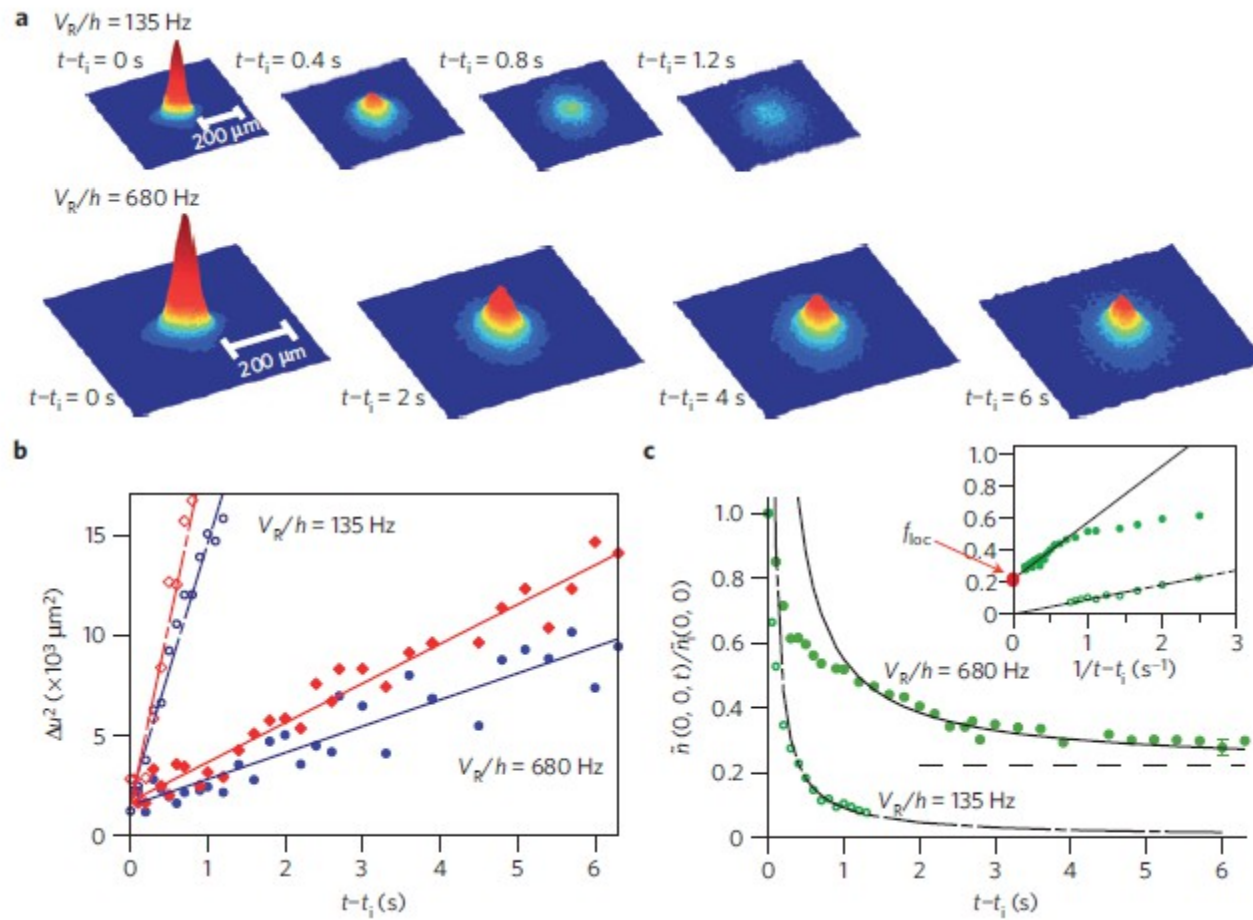 a
V_R/h = 135 Hz
t–t_i = 0 s
t–t_i = 0.4 s
t–t_i = 0.8 s
t–t_i = 1.2 s
200 μm
V_R/h = 680 Hz
200 μm
t–t_i = 0 s
t–t_i = 2 s
t–t_i = 4 s
t–t_i = 6 s
b
Δu² (×10³ μm²)
15
10
5
0
V_R/h = 135 Hz
V_R/h = 680 Hz
0 1 2 3 4 5 6
t–t_i (s)
c
ñ(0, 0, t)/ñ_i(0, 0)
1.0
0.8
0.6
0.4
0.2
0
f_loc
1.0
0.8
0.6
0.4
0.2
0
0 1 2 3
1/t–t_i (s⁻¹)
V_R/h = 680 Hz
V_R/h = 135 Hz
0 1 2 3 4 5 6
t–t_i (s)